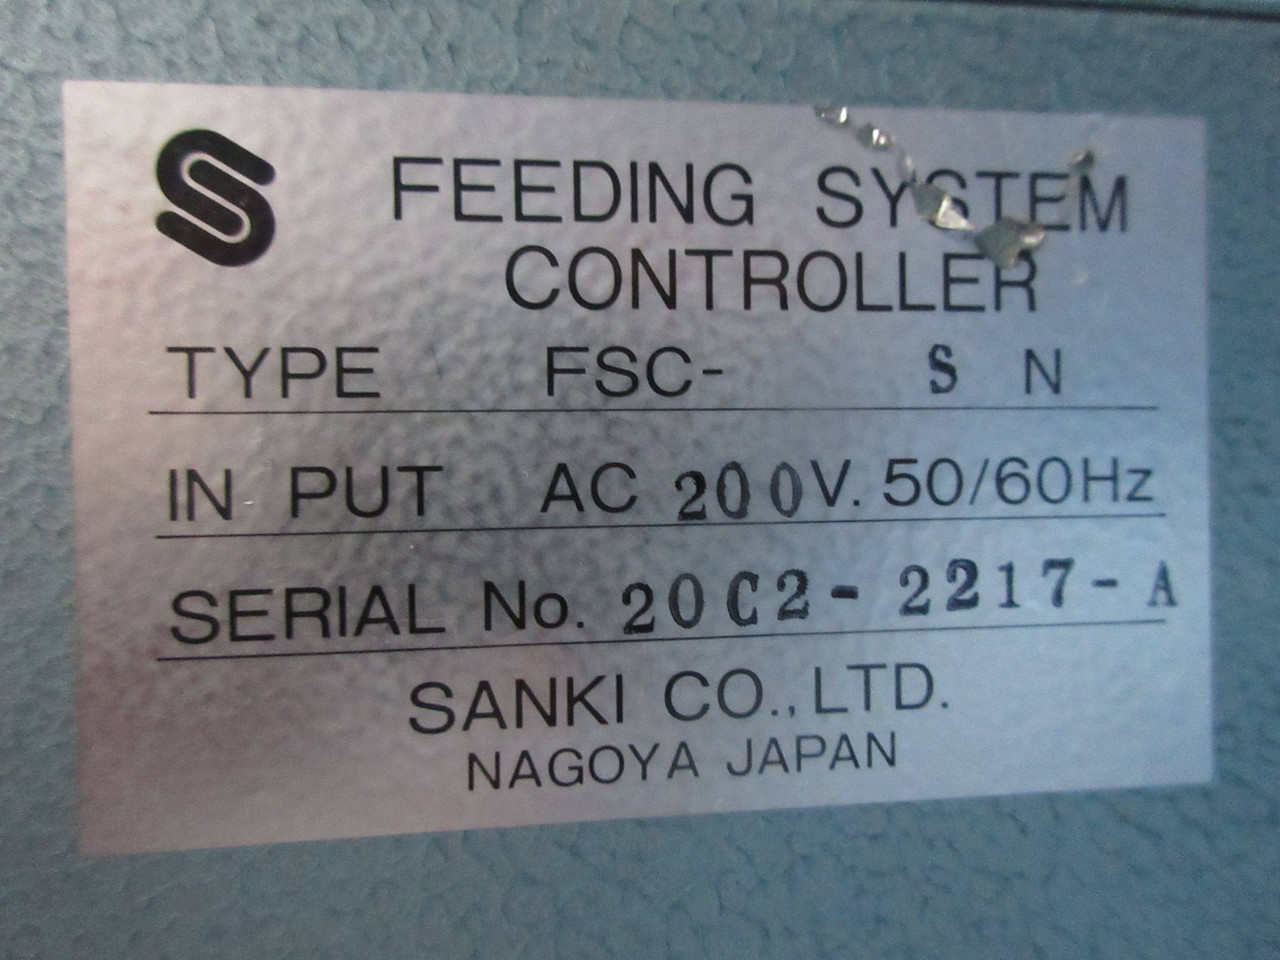 FEEDING SYSTEM
CONTROLLER
TYPE FSC- S N
IN PUT AC 200V. 50/60Hz
SERIAL No. 20C2-2217-A
SANKI CO.,LTD.
NAGOYA JAPAN